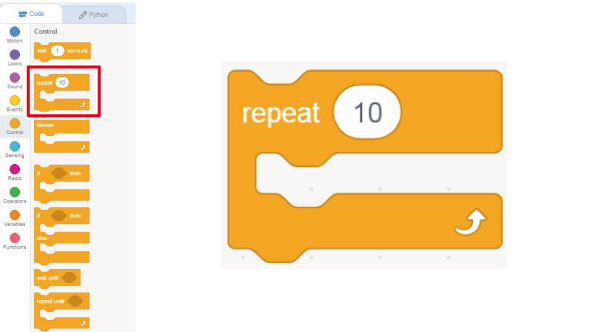 Code
Python
Control
Motion
Looks
Sound
Events
Control
Sensing
Radio
Operators
Variables
Functions
wait 1 seconds
repeat 10
forever
if then
if then
else
wait until
repeat until
repeat 10